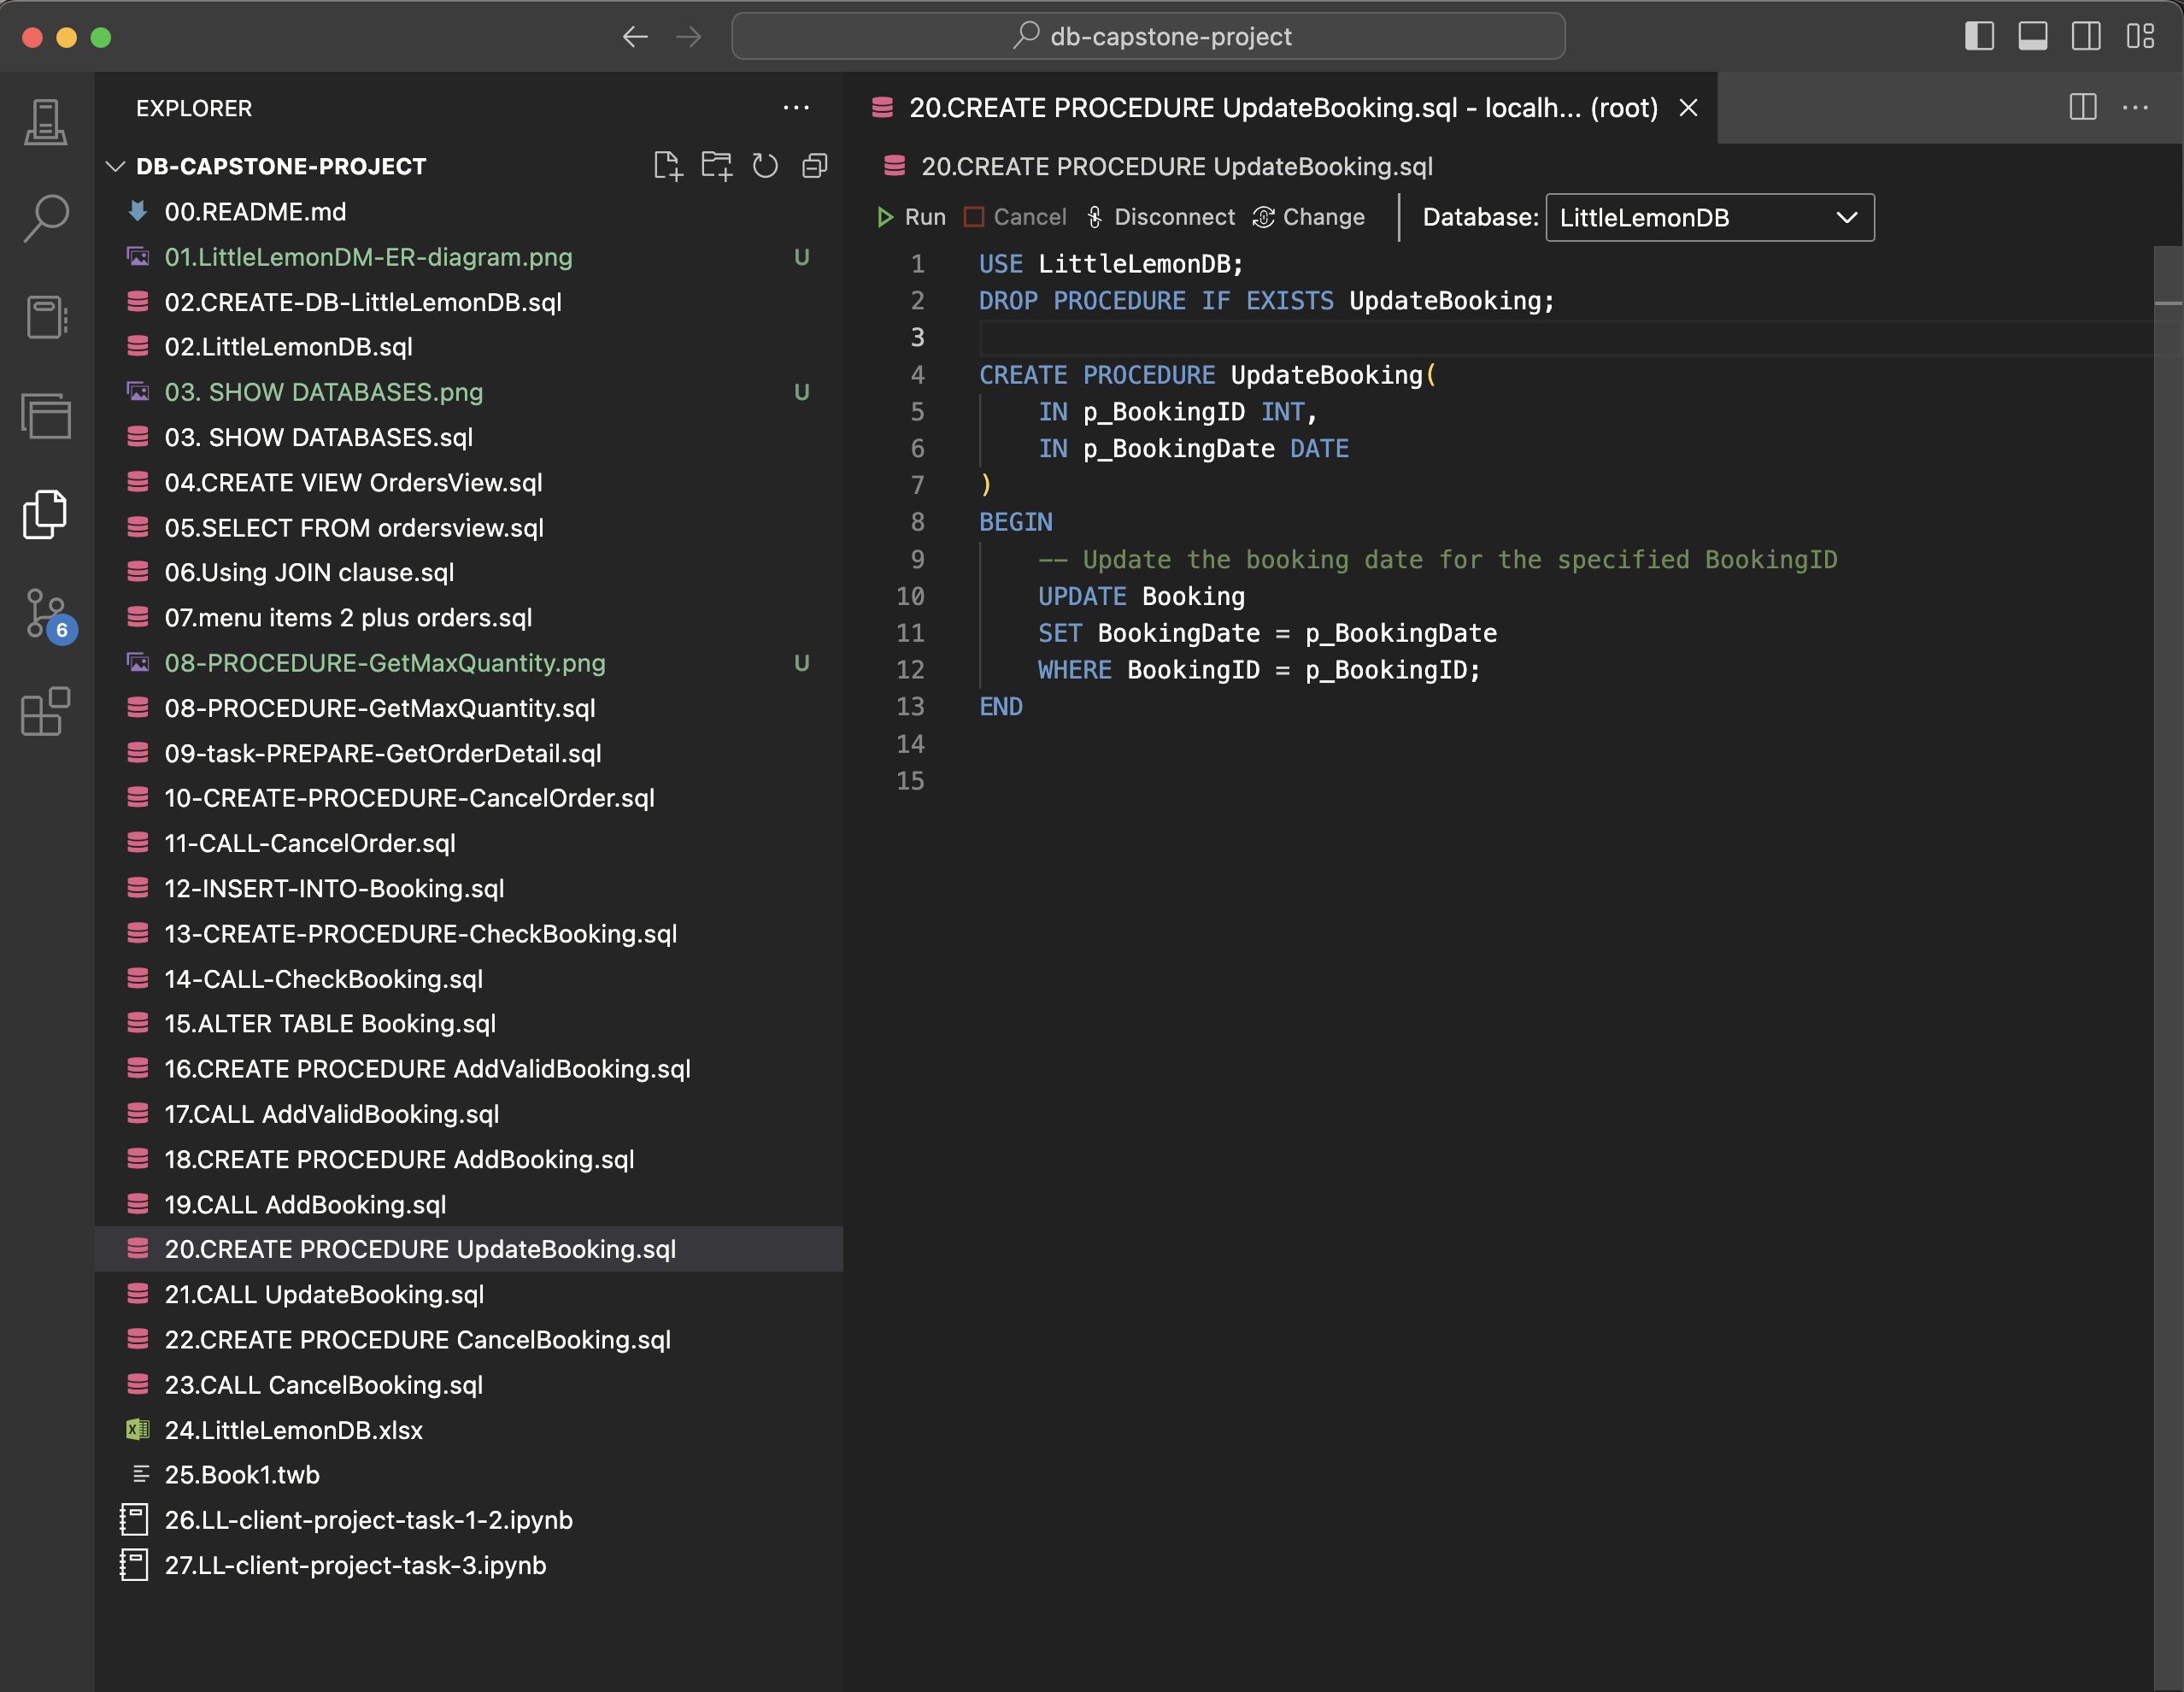 db-capstone-project
EXPLORER
DB-CAPSTONE-PROJECT
00.README.md
01.LittleLemonDM-ER-diagram.png U
02.CREATE-DB-LittleLemonDB.sql
02.LittleLemonDB.sql
03. SHOW DATABASES.png U
03. SHOW DATABASES.sql
04.CREATE VIEW OrdersView.sql
05.SELECT FROM ordersview.sql
06.Using JOIN clause.sql
07.menu items 2 plus orders.sql
08-PROCEDURE-GetMaxQuantity.png U
08-PROCEDURE-GetMaxQuantity.sql
09-task-PREPARE-GetOrderDetail.sql
10-CREATE-PROCEDURE-CancelOrder.sql
11-CALL-CancelOrder.sql
12-INSERT-INTO-Booking.sql
13-CREATE-PROCEDURE-CheckBooking.sql
14-CALL-CheckBooking.sql
15.ALTER TABLE Booking.sql
16.CREATE PROCEDURE AddValidBooking.sql
17.CALL AddValidBooking.sql
18.CREATE PROCEDURE AddBooking.sql
19.CALL AddBooking.sql
20.CREATE PROCEDURE UpdateBooking.sql
21.CALL UpdateBooking.sql
22.CREATE PROCEDURE CancelBooking.sql
23.CALL CancelBooking.sql
24.LittleLemonDB.xlsx
25.Book1.twb
26.LL-client-project-task-1-2.ipynb
27.LL-client-project-task-3.ipynb
6
20.CREATE PROCEDURE UpdateBooking.sql - localh... (root)
20.CREATE PROCEDURE UpdateBooking.sql
Run Cancel Disconnect Change Database: LittleLemonDB
1 USE LittleLemonDB;
2 DROP PROCEDURE IF EXISTS UpdateBooking;
3
4 CREATE PROCEDURE UpdateBooking(
5 IN p_BookingID INT,
6 IN p_BookingDate DATE
7 )
8 BEGIN
9 -- Update the booking date for the specified BookingID
10 UPDATE Booking
11 SET BookingDate = p_BookingDate
12 WHERE BookingID = p_BookingID;
13 END
14
15